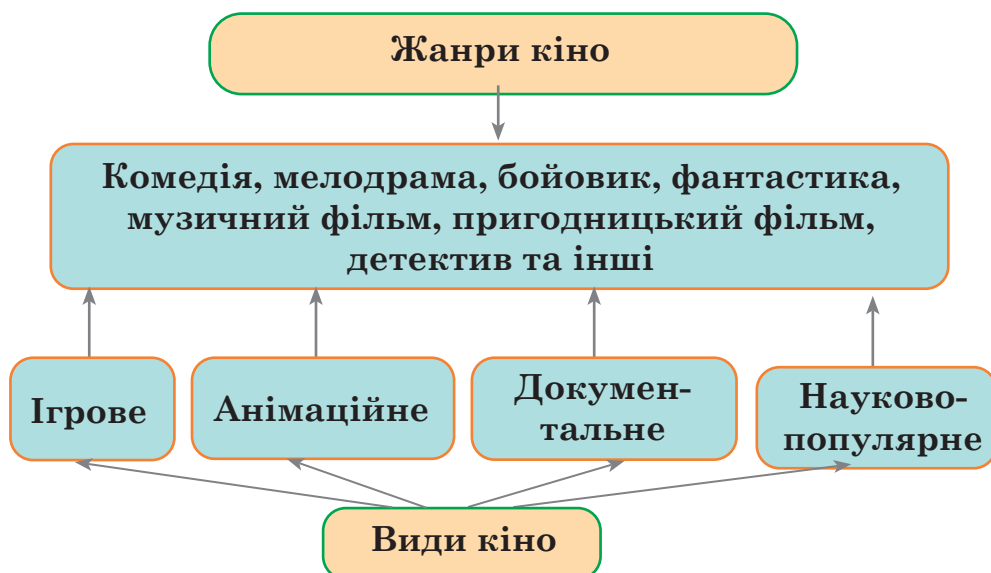 Жанри кіно
Комедія, мелодрама, бойовик, фантастика,
музичний фільм, пригодницький фільм,
детектив та інші
Ігрове
Анімаційне
Докумен-
тальне
Науково-
популярне
Види кіно